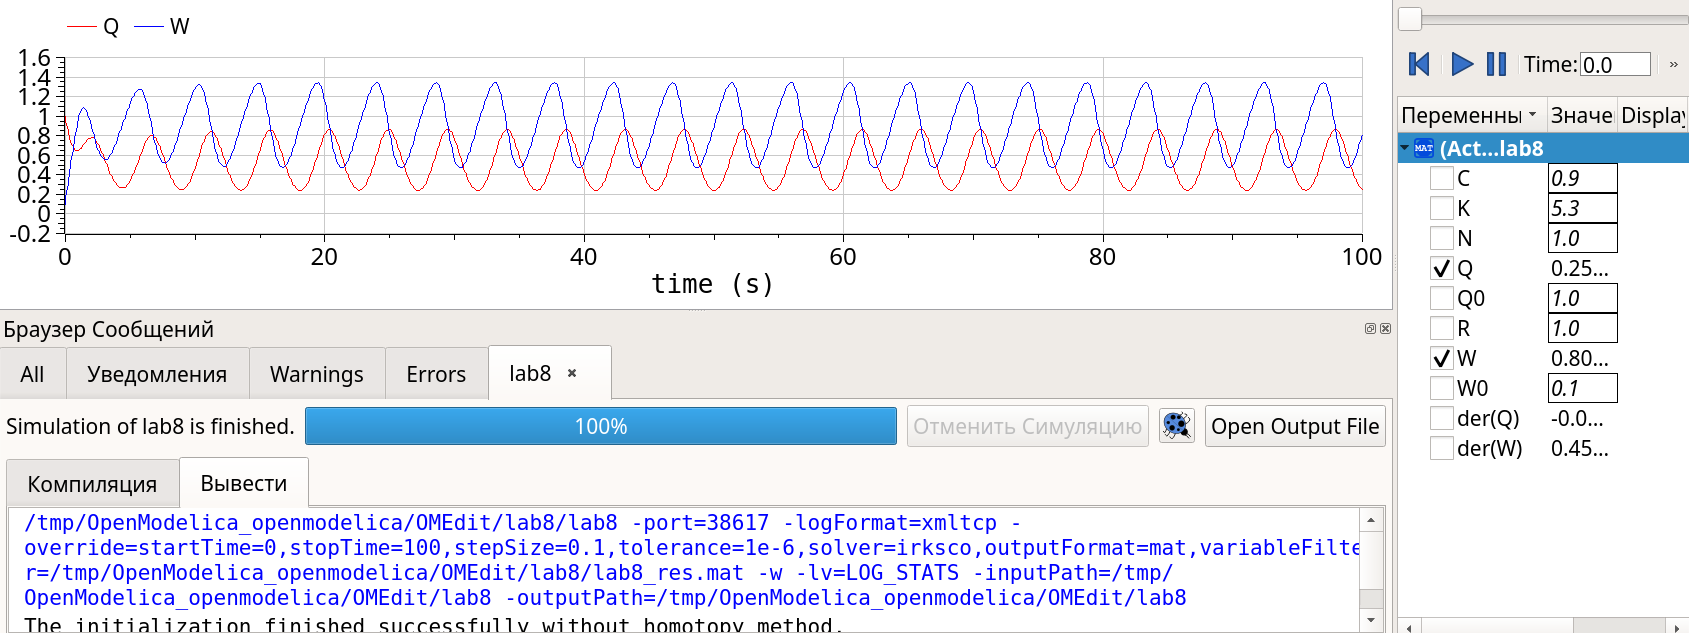 Q W
1.6
1.4
1.2
1
0.8
0.6
0.4
0.2
0
-0.2
0 20 40 60 80 100
time (s)
Time: 0.0 »
Переменны Значе Display
MAT (Act...lab8
C 0.9
K 5.3
N 1.0
Q 0.25...
Q0 1.0
R 1.0
W 0.80...
W0 0.1
der(Q) -0.0...
der(W) 0.45...
Браузер Сообщений
All Уведомления Warnings Errors lab8
Simulation of lab8 is finished. 100% Отменить Симуляцию Open Output File
Компиляция Вывести
/tmp/OpenModelica_openmodelica/OMEdit/lab8/lab8 -port=38617 -logFormat=xmltcp -
override=startTime=0,stopTime=100,stepSize=0.1,tolerance=1e-6,solver=irksco,outputFormat=mat,variableFilte
r=/tmp/OpenModelica_openmodelica/OMEdit/lab8/lab8_res.mat -w -lv=LOG_STATS -inputPath=/tmp/
OpenModelica_openmodelica/OMEdit/lab8 -outputPath=/tmp/OpenModelica_openmodelica/OMEdit/lab8
The initialization finished successfully without homotopy method.